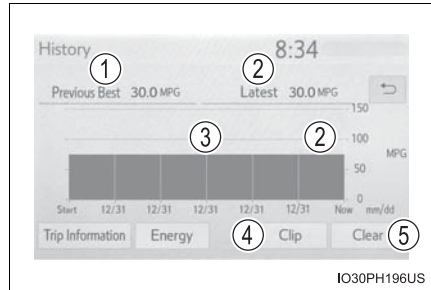 History 8:34
1 2
Previous Best 30.0 MPG Latest 30.0 MPG
150
3 2 100
MPG
50
0
Start 12/31 12/31 12/31 12/31 12/31 Now mm/dd
Trip Information Energy 4 Clip Clear 5
IO30PH196US